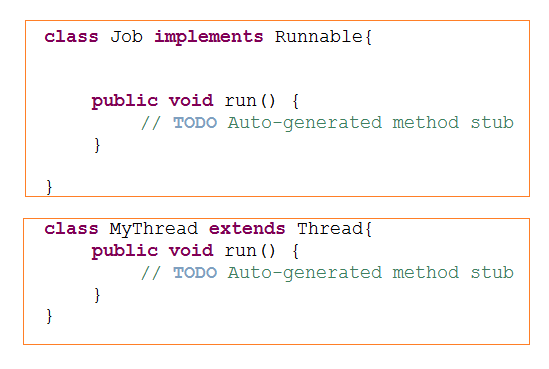 class Job implements Runnable{
public void run() {
// TODO Auto-generated method stub
}
}
class MyThread extends Thread{
public void run() {
// TODO Auto-generated method stub
}
}